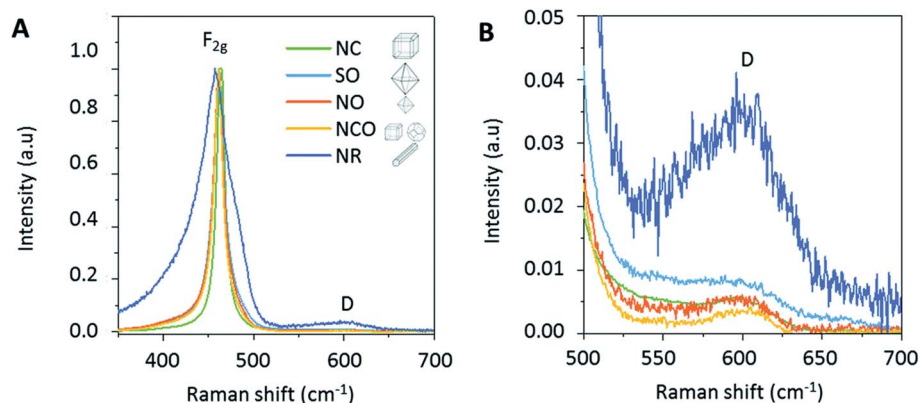 A
F2g
NC
SO
NO
NCO
NR
D
1.0
0.8
0.6
0.4
0.2
0.0
400 500 600 700
Intensity (a.u)
Raman shift (cm-1)
B
D
0.05
0.04
0.03
0.02
0.01
0.00
500 550 600 650 700
Intensity (a.u)
Raman shift (cm-1)